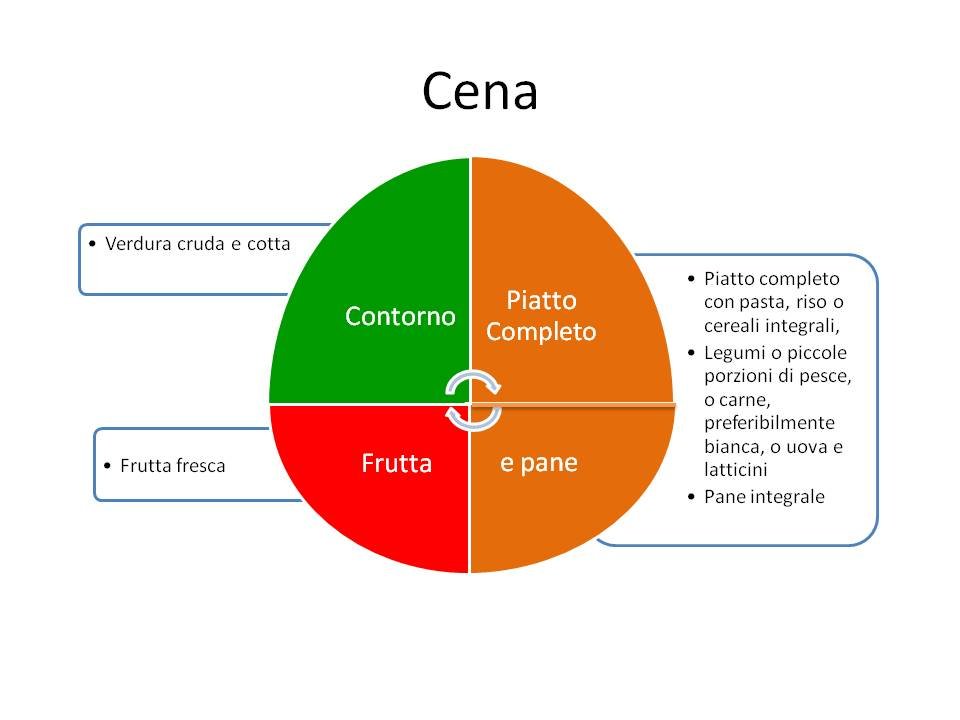 Cena
• Verdura cruda e cotta
Contorno
Piatto
Completo
• Piatto completo
con pasta, riso o
cereali integrali,
• Legumi o piccole
porzioni di pesce,
o carne,
preferibilmente
bianca, o uova e
latticini
• Pane integrale
• Frutta fresca
Frutta
e pane